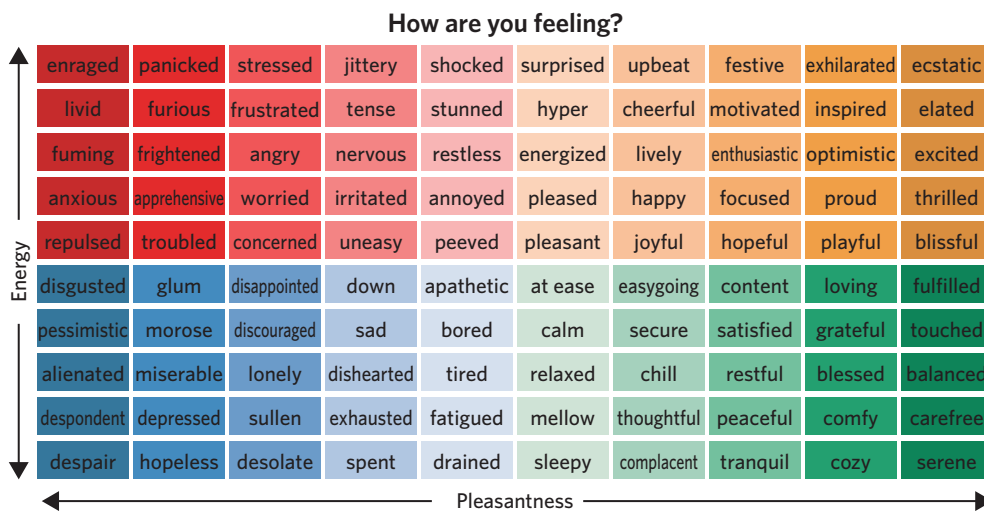 How are you feeling?
enraged panicked stressed jittery shocked surprised upbeat festive exhilarated ecstatic
livid furious frustrated tense stunned hyper cheerful motivated inspired elated
fuming frightened angry nervous restless energized lively enthusiastic optimistic excited
anxious apprehensive worried irritated annoyed pleased happy focused proud thrilled
repulsed troubled concerned uneasy peeved pleasant joyful hopeful playful blissful
Energy
disgusted glum disappointed down apathetic at ease easygoing content loving fulfilled
pessimistic morose discouraged sad bored calm secure satisfied grateful touched
alienated miserable lonely disheartened tired relaxed chill restful blessed balanced
despondent depressed sullen exhausted fatigued mellow thoughtful peaceful comfy carefree
despair hopeless desolate spent drained sleepy complacent tranquil cozy serene
Pleasantness